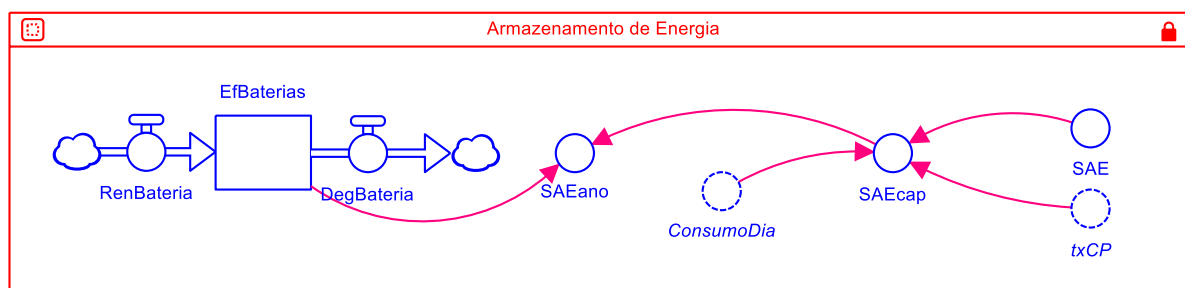 Armazenamento de Energia
EfBaterias
RenBateria
DegBateria
SAEano
ConsumoDia
SAEcap
SAE
txCP